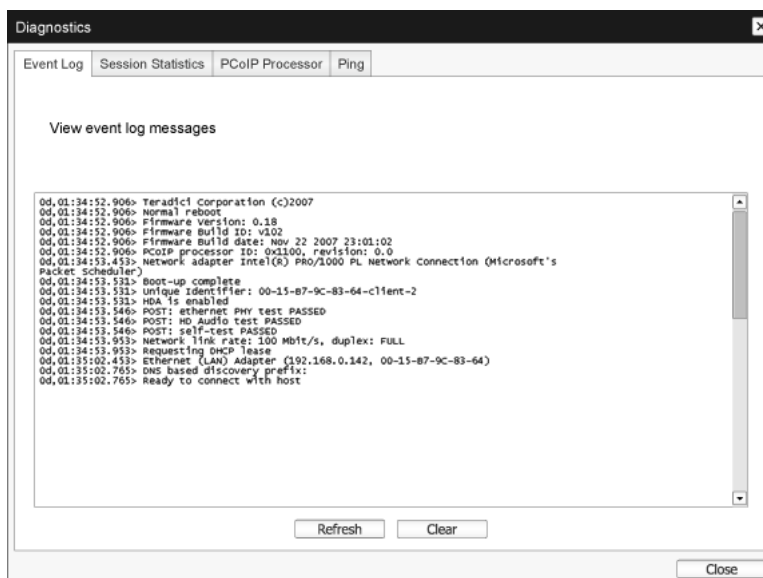 Diagnostics
Event Log
Session Statistics
PCoIP Processor
Ping
View event log messages
0d,01:34:52.906> Teradici Corporation (c)2007
0d,01:34:52.906> Normal reboot
0d,01:34:52.906> Firmware Version: 0.18
0d,01:34:52.906> Firmware Build ID: v102
0d,01:34:52.906> Firmware Build date: Nov 22 2007 23:01:02
0d,01:34:52.906> PCoIP processor ID: 0x1100, revision: 0.0
0d,01:34:53.453> Network adapter Intel(R) PRO/1000 PL Network Connection (Microsoft's
Packet Scheduler)
0d,01:34:53.531> Boot-up complete
0d,01:34:53.531> Unique Identifier: 00-15-B7-9C-83-64-client-2
0d,01:34:53.531> HDA is enabled
0d,01:34:53.546> POST: ethernet PHY test PASSED
0d,01:34:53.546> POST: HD Audio test PASSED
0d,01:34:53.546> POST: self-test PASSED
0d,01:34:53.953> Network link rate: 100 Mbit/s, duplex: FULL
0d,01:34:53.953> Requesting DHCP lease
0d,01:35:02.453> Ethernet (LAN) Adapter (192.168.0.142, 00-15-B7-9C-83-64)
0d,01:35:02.765> DNS based discovery prefix:
0d,01:35:02.765> Ready to connect with host
Refresh
Clear
Close